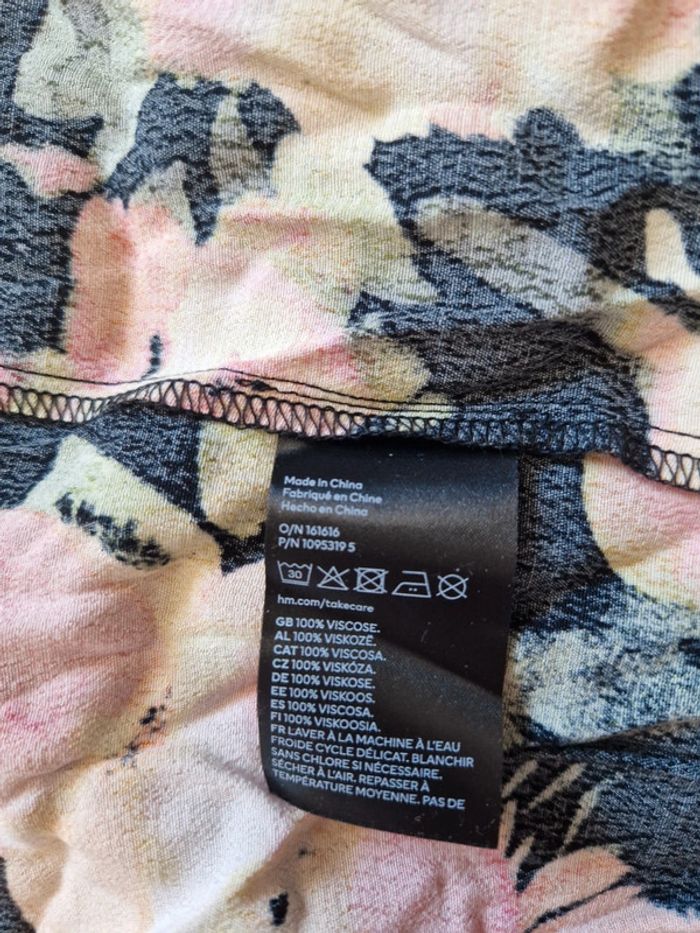 Made in China
Fabriqué en Chine
Hecho en China
O/N 161616
P/N 1095319 5
30
hm.com/takecare
GB 100% VISCOSE.
AL 100% VISKOZË.
CAT 100% VISCOSA.
CZ 100% VISKÓZA.
DE 100% VISKOSE.
EE 100% VISKOOS.
ES 100% VISCOSA.
FI 100% VISKOOSIA.
FR LAVER À LA MACHINE À L'EAU
FROIDE CYCLE DÉLICAT. BLANCHIR
SANS CHLORE SI NÉCESSAIRE.
SÉCHER À L'AIR. REPASSER À
TEMPÉRATURE MOYENNE. PAS DE